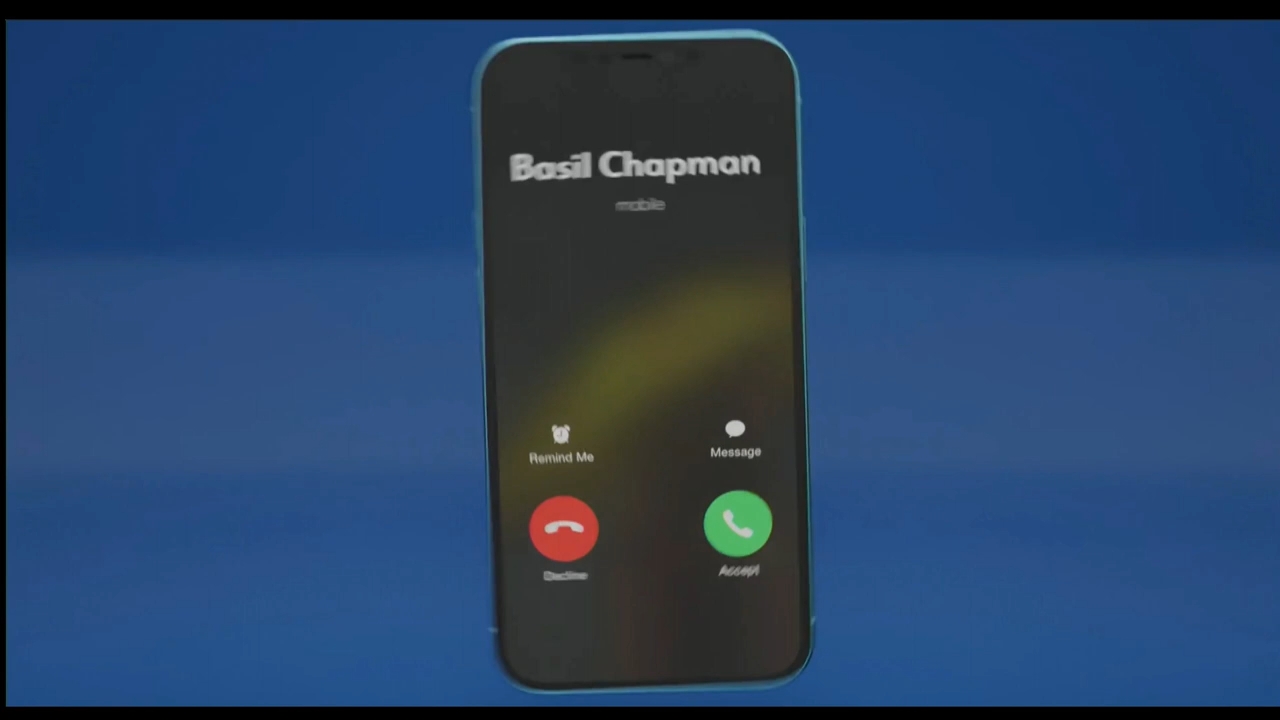 Basil Chapman
mobile
Remind Me
Message
Decline
Accept